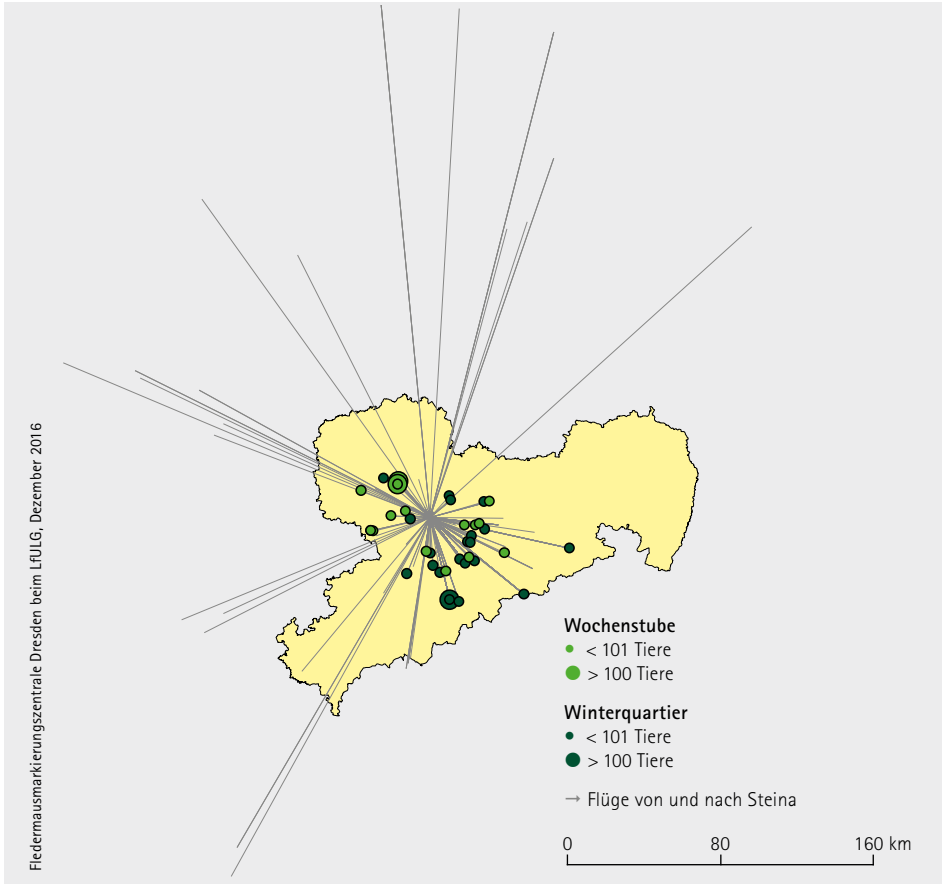 Fledermausmarkierungszentrale Dresden beim LfULG, Dezember 2016
Wochenstube
< 101 Tiere
> 100 Tiere
Winterquartier
< 101 Tiere
> 100 Tiere
→ Flüge von und nach Steina
0 80 160 km